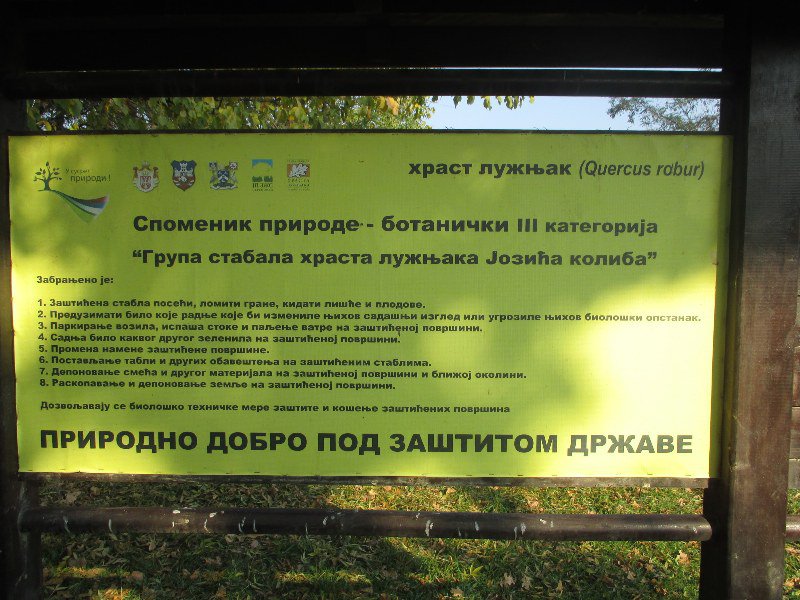 У сусрет природи!
храст лужњак (Quercus robur)
Споменик природе - ботанички III категорија
“Група стабала храста лужњака Јозића колиба”
Забрањено је:
1. Заштићена стабла посећи, ломити гране, кидати лишће и плодове.
2. Предузимати било које радње које би измениле њихов садашњи изглед или угрозиле њихов биолошки опстанак.
3. Паркирање возила, испаша стоке и паљење ватре на заштићеној површини.
4. Садња било каквог другог зеленила на заштићеној површини.
5. Промена намене заштићене површине.
6. Постављање табли и других обавештења на заштићеним стаблима.
7. Депоновање смећа и другог материјала на заштићеној површини и ближој околини.
8. Раскопавање и депоновање земље на заштићеној површини.
Дозвољавају се биолошко техничке мере заштите и кошење заштићених површина
ПРИРОДНО ДОБРО ПОД ЗАШТИТОМ ДРЖАВЕ